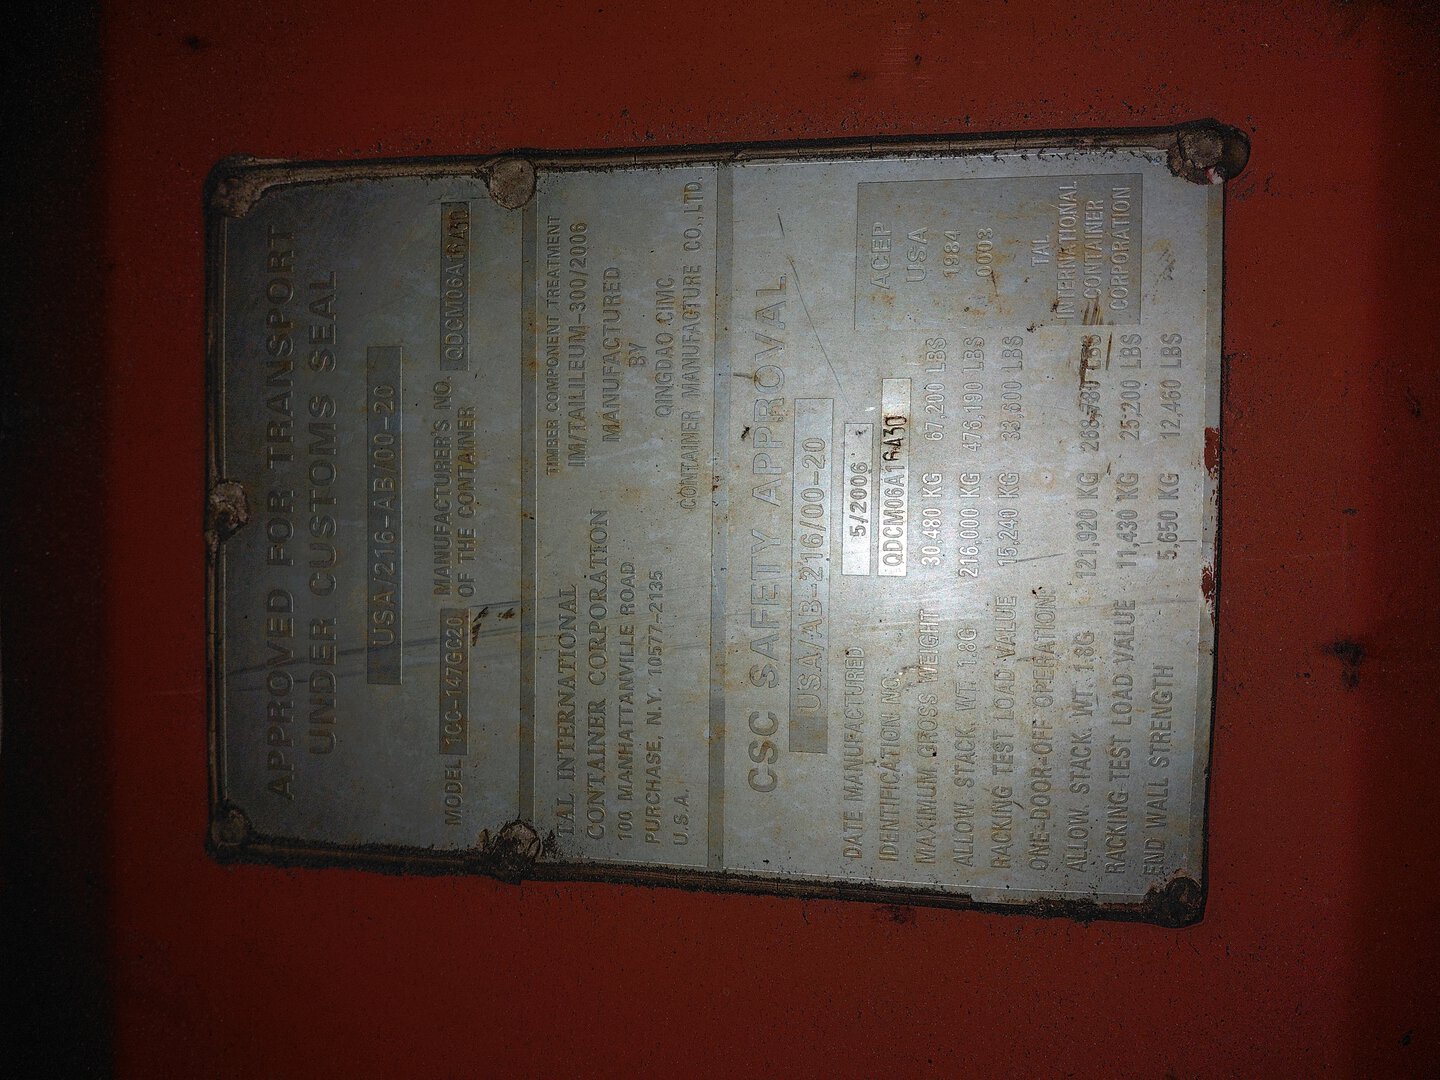 APPROVED FOR TRANSPORT
UNDER CUSTOMS SEAL
USA/216-AB/00-20
MODEL 1CC-147GC20 MANUFACTURER'S NO. OF THE CONTAINER QDCM06A16430
TAL INTERNATIONAL
CONTAINER CORPORATION
100 MANHATTANVILLE ROAD
PURCHASE, N.Y. 10577-2135
U.S.A.
TIMBER COMPONENT TREATMENT
IM/TAILILEUM-300/2006
MANUFACTURED
BY
QINGDAO CIMC
CONTAINER MANUFACTURE CO.,LTD.
CSC SAFETY APPROVAL
USA/AB-216/00-20
DATE MANUFACTURED 5/2006
IDENTIFICATION NO. QDCM06A16430
MAXIMUM GROSS WEIGHT 30,480 KG 67,200 LBS
ALLOW. STACK. WT. 1.8G 216,000 KG 476,190 LBS
RACKING TEST LOAD VALUE 15,240 KG 33,600 LBS
ONE-DOOR-OFF OPERATION:
ALLOW. STACK. WT. 1.8G 121,920 KG 268,780 LBS
RACKING TEST LOAD VALUE 11,430 KG 25,200 LBS
END WALL STRENGTH 5,650 KG 12,460 LBS
ACEP
USA
1984
0003
TAL
INTERNATIONAL
CONTAINER
CORPORATION